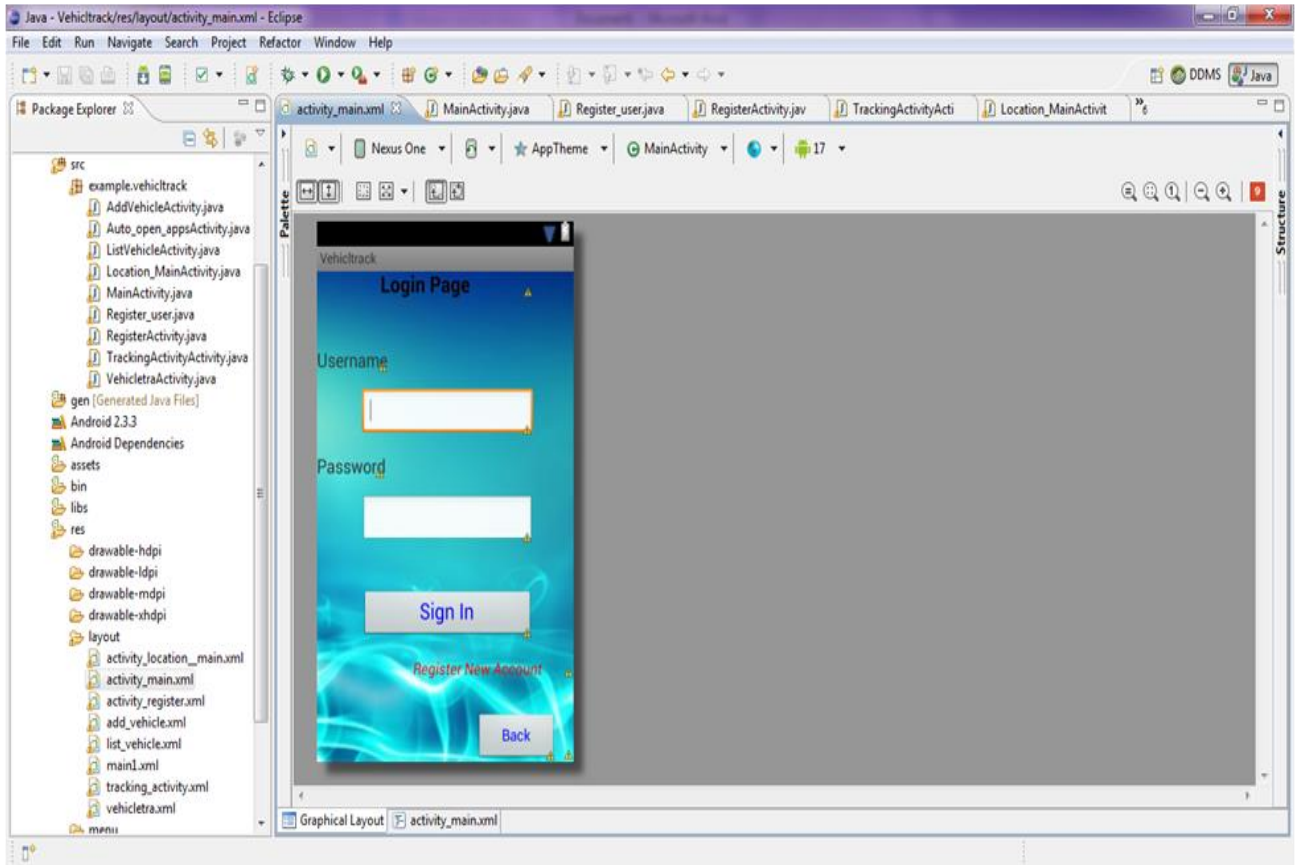 Java - Vehicltrack/res/layout/activity_main.xml - Eclipse
File Edit Run Navigate Search Project Refactor Window Help
DDMS Java
Package Explorer
activity_main.xml MainActivity.java Register_user.java RegisterActivity.jav TrackingActivityActi Location_MainActivit »6
Nexus One AppTheme MainActivity 17
src
example.vehicltrack
AddVehicleActivity.java
Auto_open_appsActivity.java
ListVehicleActivity.java
Location_MainActivity.java
MainActivity.java
Register_user.java
RegisterActivity.java
TrackingActivityActivity.java
VehicletraActivity.java
gen [Generated Java Files]
Android 2.3.3
Android Dependencies
assets
bin
libs
res
drawable-hdpi
drawable-ldpi
drawable-mdpi
drawable-xhdpi
layout
activity_location__main.xml
activity_main.xml
activity_register.xml
add_vehicle.xml
list_vehicle.xml
main1.xml
tracking_activity.xml
vehicletra.xml
menu
Palette
9
Structure
Vehicltrack
Login Page
Username
Password
Sign In
Register New Account
Back
Graphical Layout activity_main.xml